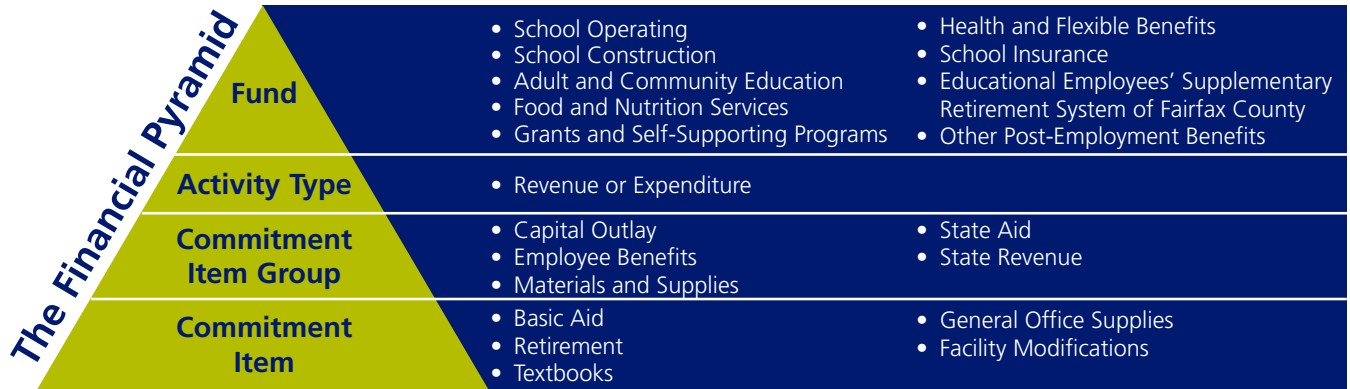 The Financial Pyramid
Fund
• School Operating
• School Construction
• Adult and Community Education
• Food and Nutrition Services
• Grants and Self-Supporting Programs
• Health and Flexible Benefits
• School Insurance
• Educational Employees’ Supplementary
Retirement System of Fairfax County
• Other Post-Employment Benefits
Activity Type
• Revenue or Expenditure
Commitment
Item Group
• Capital Outlay
• Employee Benefits
• Materials and Supplies
• State Aid
• State Revenue
Commitment
Item
• Basic Aid
• Retirement
• Textbooks
• General Office Supplies
• Facility Modifications